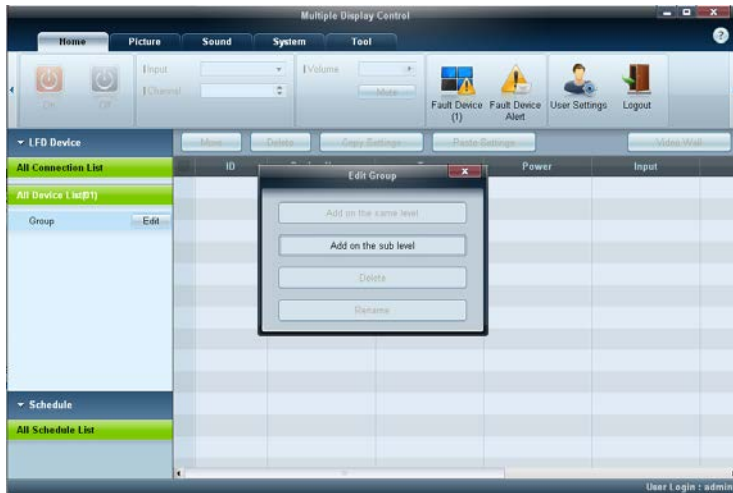 Multiple Display Control
Home Picture Sound System Tool
On Off
Input
Channel
Volume
Mute
Fault Device (1)
Fault Device Alert
User Settings
Logout
LFD Device
Move Delete Copy Settings Paste Settings Video Wall
All Connection List
All Device List(01)
Group Edit
ID Power Input
Edit Group
Add on the same level
Add on the sub level
Delete
Rename
Schedule
All Schedule List
User Login : admin